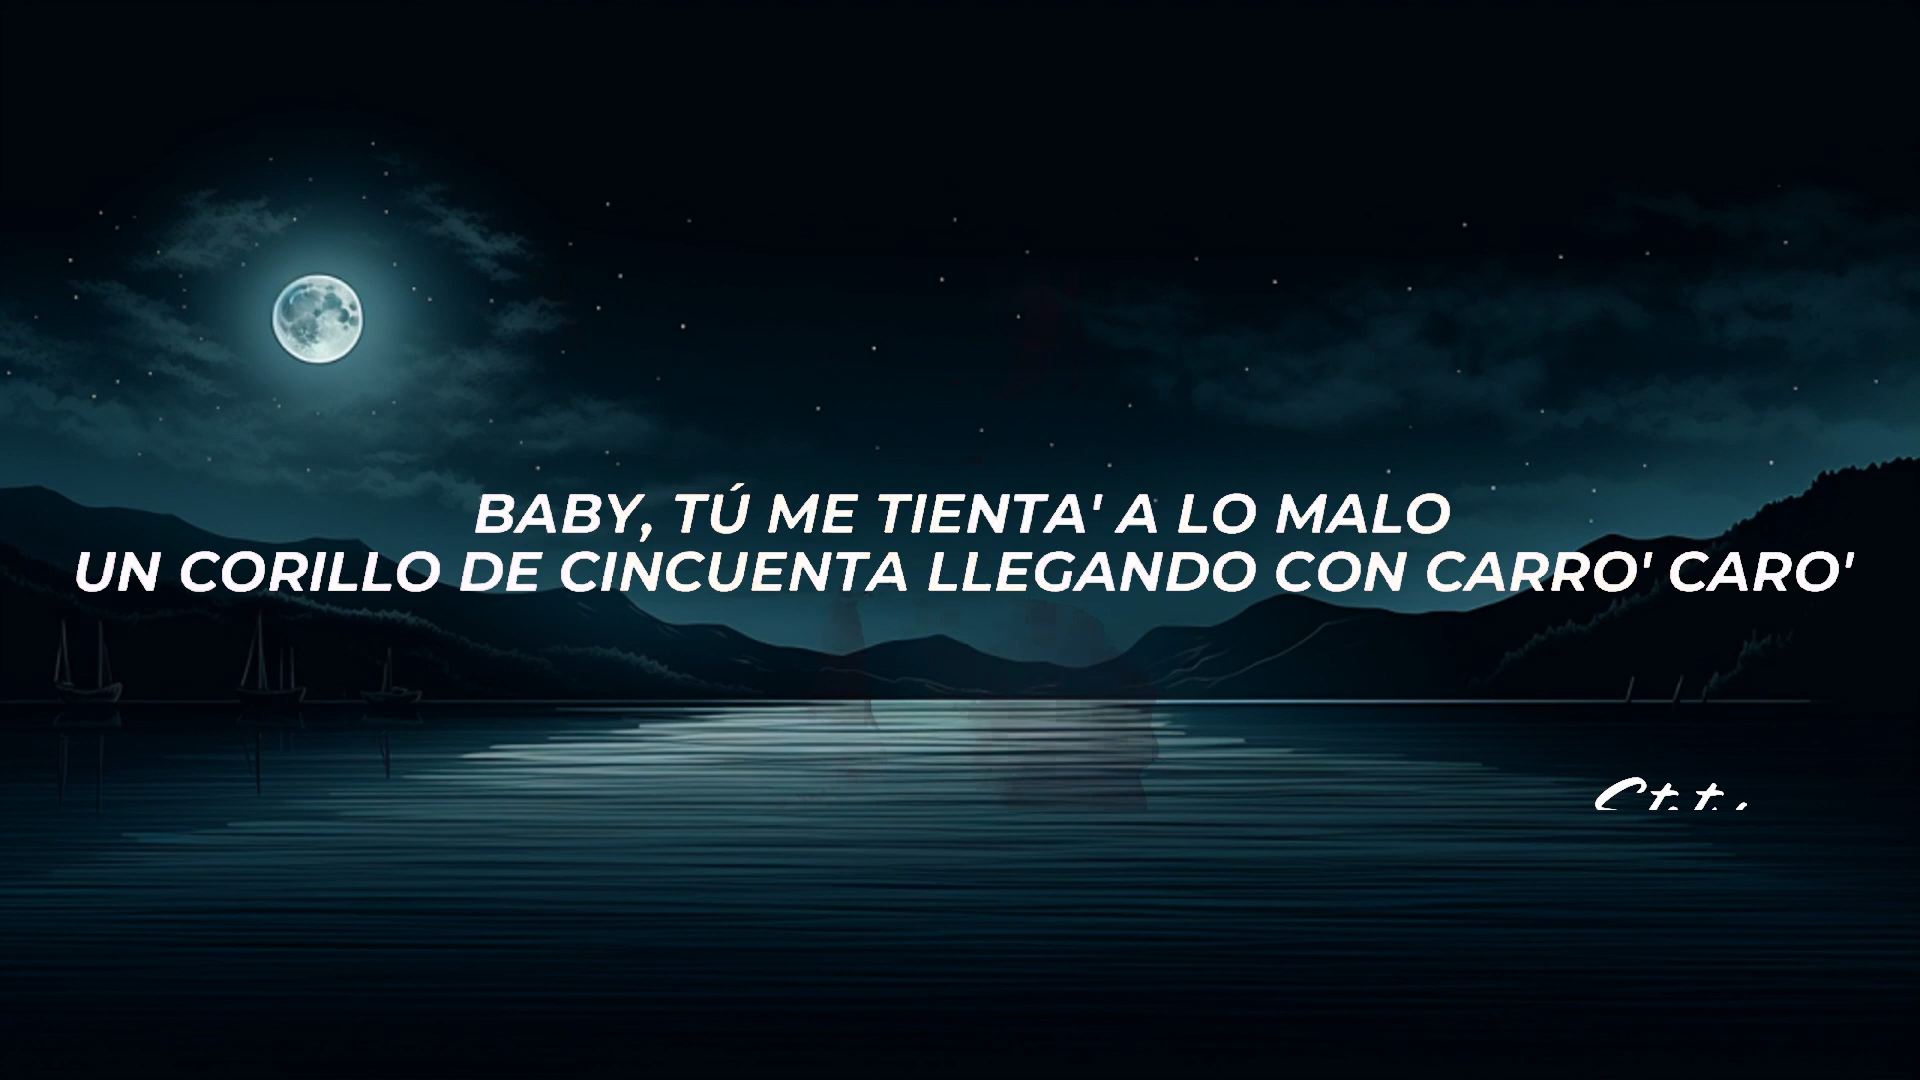 BABY, TÚ ME TIENTA' A LO MALO
UN CORILLO DE CINCUENTA LLEGANDO CON CARRO' CARO'